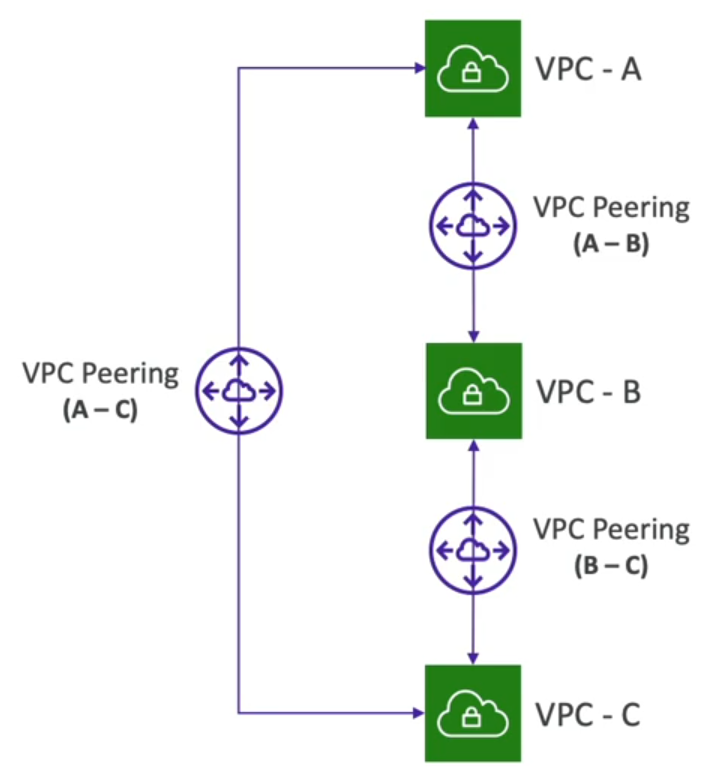 VPC - A
VPC Peering
(A – B)
VPC Peering
(A – C)
VPC - B
VPC Peering
(B – C)
VPC - C